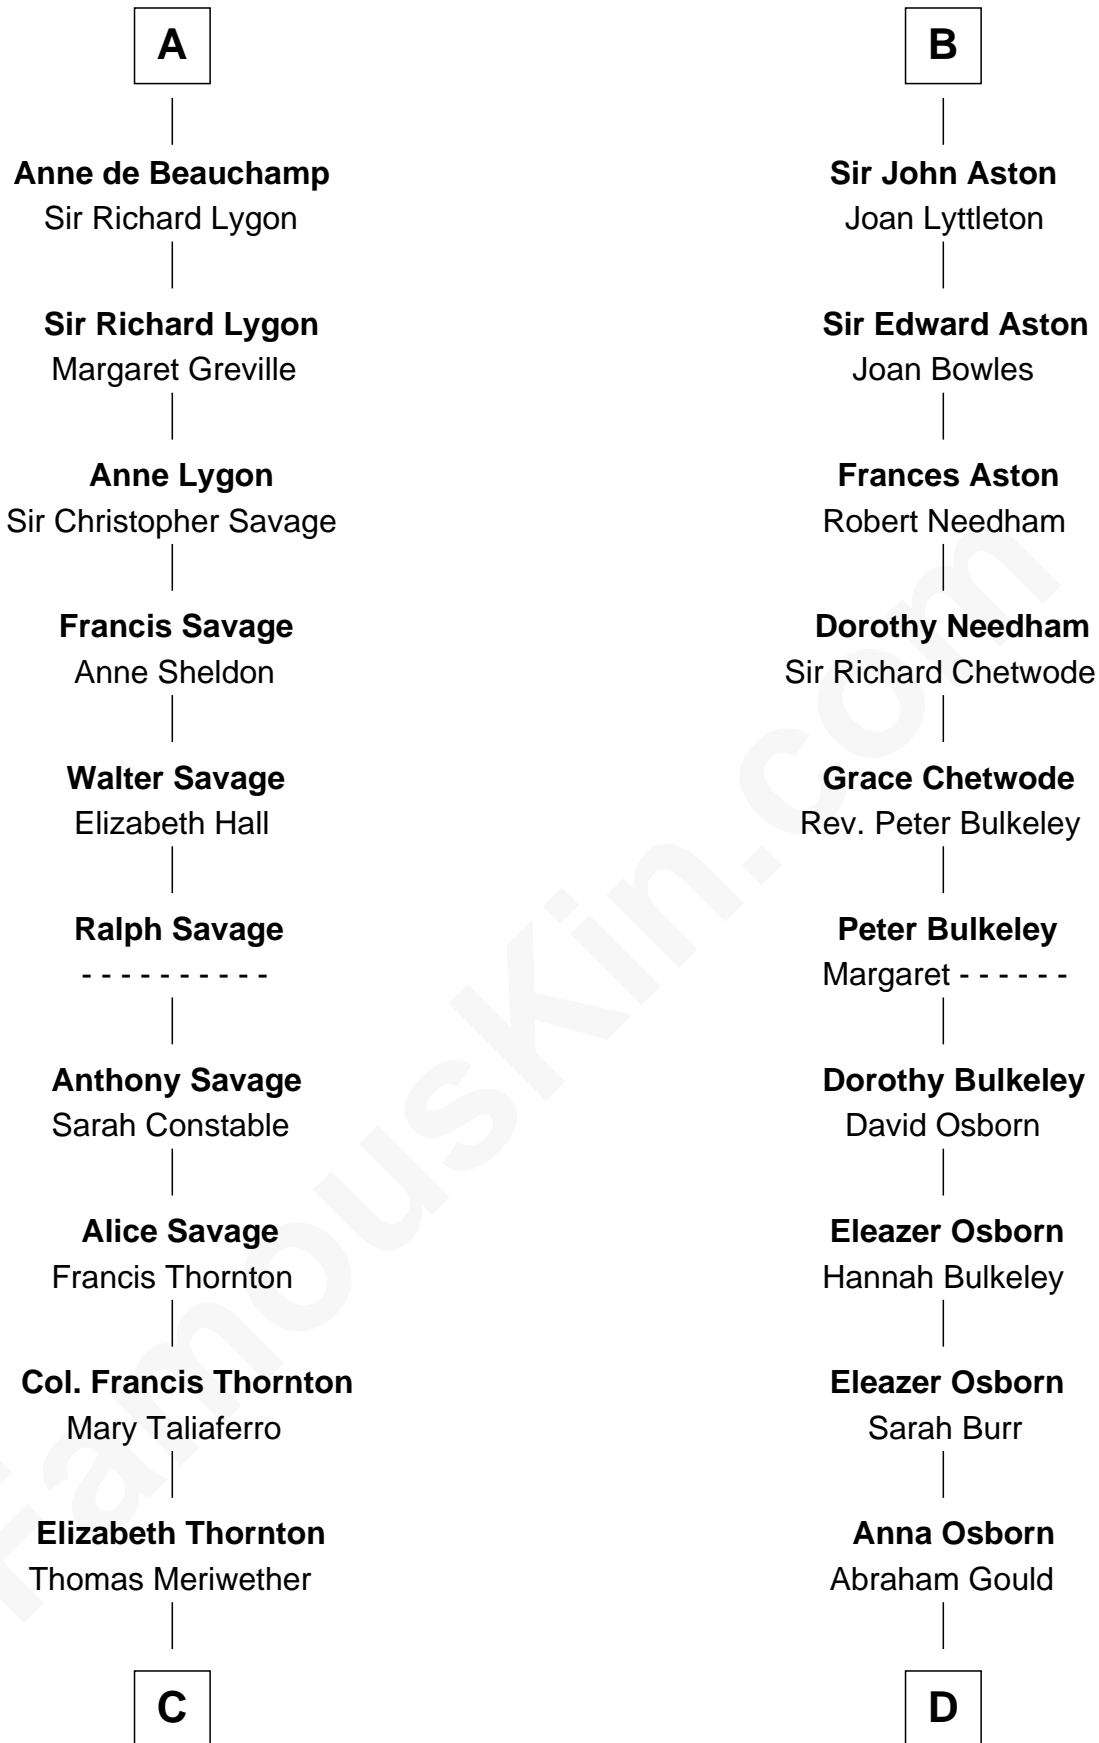 A
Anne de Beauchamp
Sir Richard Lygon
Sir Richard Lygon
Margaret Greville
Anne Lygon
Sir Christopher Savage
Francis Savage
Anne Sheldon
Walter Savage
Elizabeth Hall
Ralph Savage
- - - - - - - - - -
Anthony Savage
Sarah Constable
Alice Savage
Francis Thornton
Col. Francis Thornton
Mary Taliaferro
Elizabeth Thornton
Thomas Meriwether
C
B
Sir John Aston
Joan Lyttleton
Sir Edward Aston
Joan Bowles
Frances Aston
Robert Needham
Dorothy Needham
Sir Richard Chetwode
Grace Chetwode
Rev. Peter Bulkeley
Peter Bulkeley
Margaret - - - - - -
Dorothy Bulkeley
David Osborn
Eleazer Osborn
Hannah Bulkeley
Eleazer Osborn
Sarah Burr
Anna Osborn
Abraham Gould
D
FamousKin.com